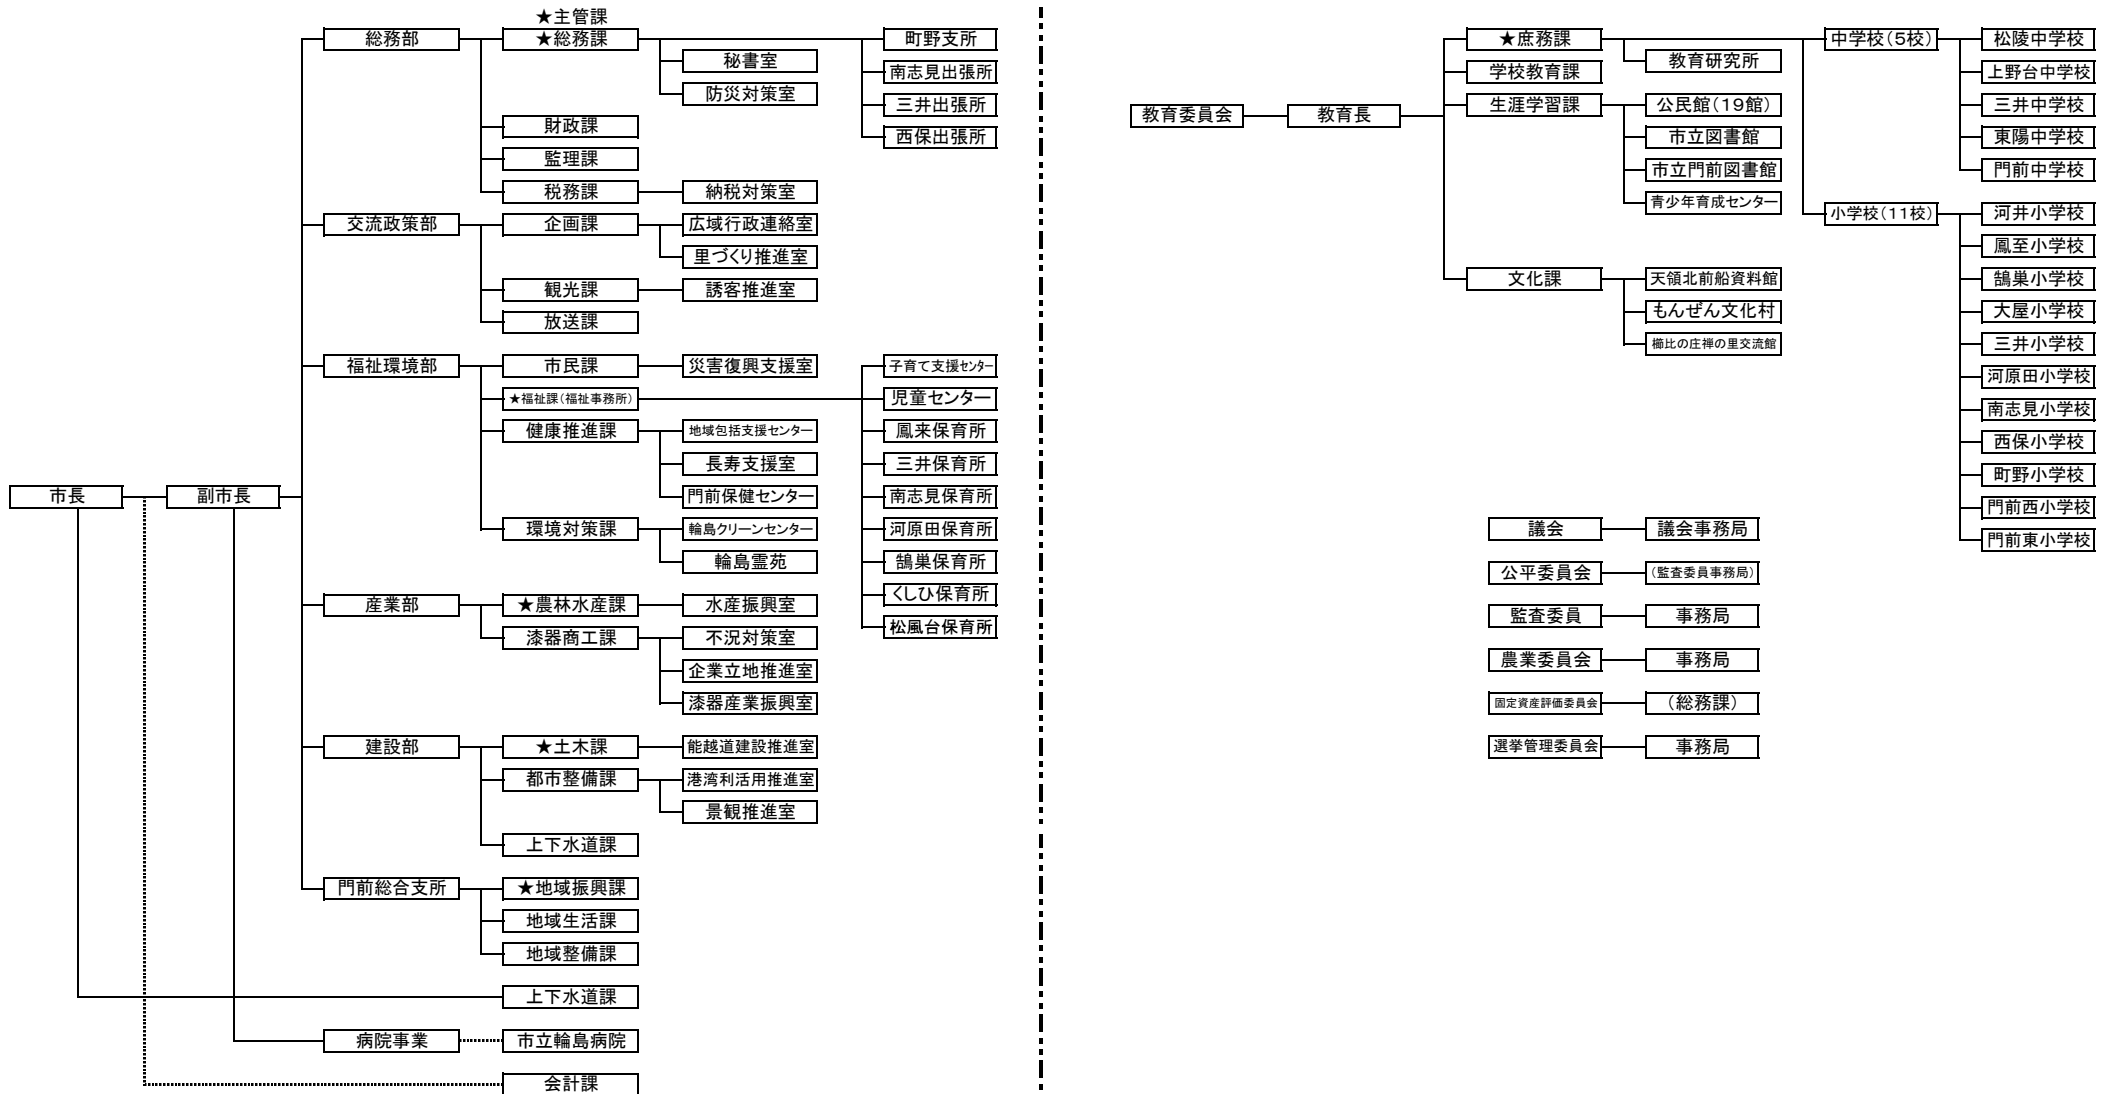 ★主管課
総務部
★総務課
町野支所
秘書室
南志見出張所
防災対策室
三井出張所
財政課
西保出張所
監理課
税務課
納税対策室
交流政策部
企画課
広域行政連絡室
里づくり推進室
観光課
誘客推進室
放送課
福祉環境部
市民課
災害復興支援室
子育て支援センター
★福祉課(福祉事務所)
児童センター
健康推進課
地域包括支援センター
鳳来保育所
長寿支援室
三井保育所
市長
副市長
門前保健センター
南志見保育所
環境対策課
輪島クリーンセンター
河原田保育所
輪島霊苑
鵠巣保育所
くしひ保育所
産業部
★農林水産課
水産振興室
松風台保育所
漆器商工課
不況対策室
企業立地推進室
漆器産業振興室
建設部
★土木課
能越道建設推進室
都市整備課
港湾利活用推進室
景観推進室
上下水道課
門前総合支所
★地域振興課
地域生活課
地域整備課
上下水道課
病院事業
市立輪島病院
会計課
教育委員会
教育長
★庶務課
教育研究所
学校教育課
生涯学習課
公民館(19館)
市立図書館
市立門前図書館
青少年育成センター
文化課
天領北前船資料館
もんぜん文化村
櫛比の庄禅の里交流館
中学校(5校)
松陵中学校
上野台中学校
三井中学校
東陽中学校
門前中学校
小学校(11校)
河井小学校
鳳至小学校
鵠巣小学校
大屋小学校
三井小学校
河原田小学校
南志見小学校
西保小学校
町野小学校
門前西小学校
門前東小学校
議会
議会事務局
公平委員会
(監査委員事務局)
監査委員
事務局
農業委員会
事務局
固定資産評価委員会
(総務課)
選挙管理委員会
事務局